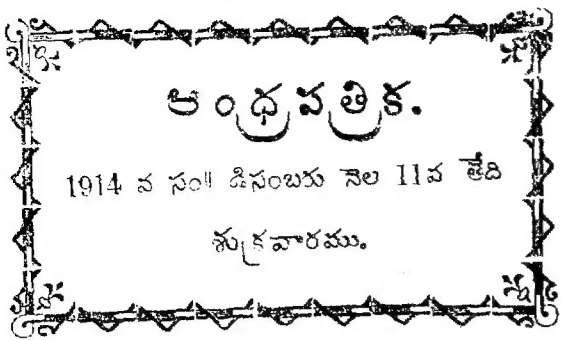 ఆంధ్రపత్రిక.
1914 వ సం॥ డిసంబరు నెల 11వ తేది
శుక్రవారము.